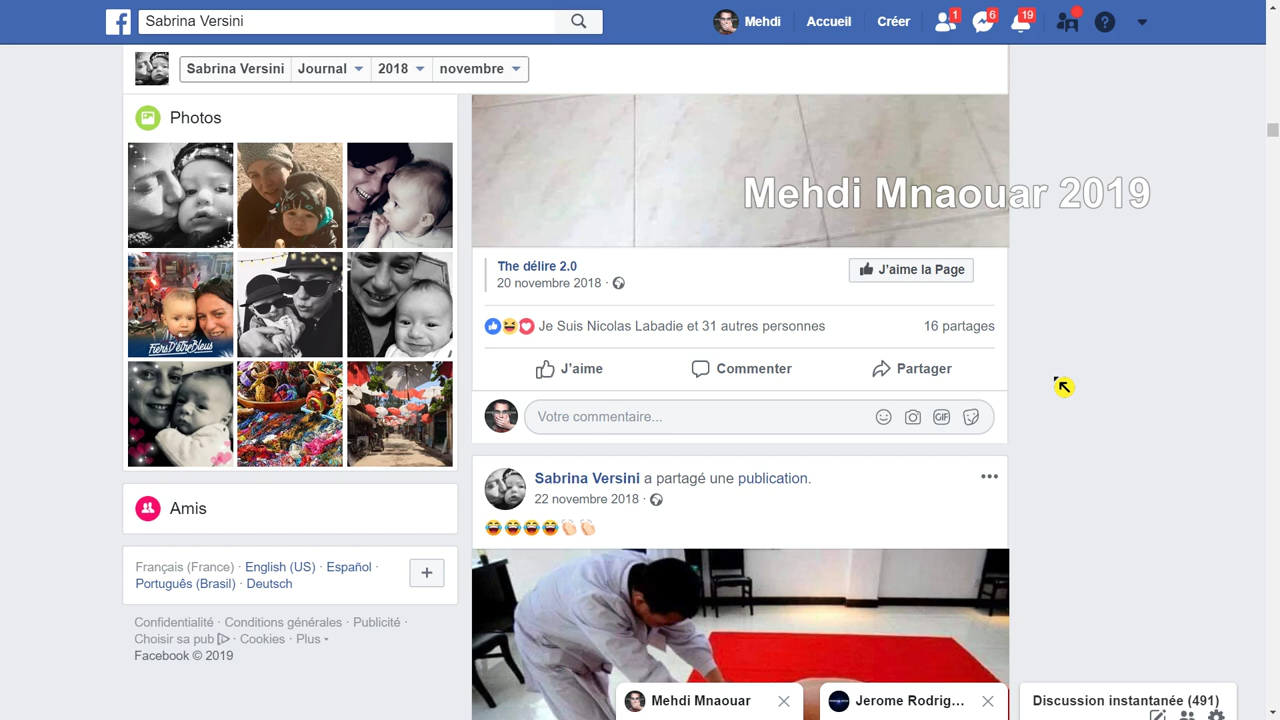 Sabrina Versini
Mehdi
Accueil
Créer
1
6
19
Sabrina Versini
Journal
2018
novembre
Photos
FiersD'êtreBleus
Mehdi Mnaouar 2019
The délire 2.0
J'aime la Page
20 novembre 2018 ·
Je Suis Nicolas Labadie et 31 autres personnes
16 partages
J'aime
Commenter
Partager
Votre commentaire...
GIF
Sabrina Versini a partagé une publication.
22 novembre 2018 ·
Amis
Français (France) · English (US) · Español ·
Português (Brasil) · Deutsch
Confidentialité · Conditions générales · Publicité ·
Choisir sa pub · Cookies · Plus
Facebook © 2019
Mehdi Mnaouar
Jerome Rodrig...
Discussion instantanée (491)